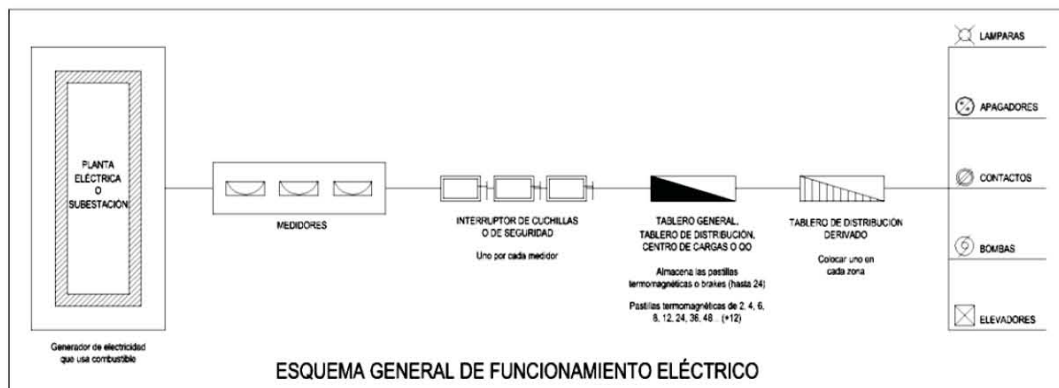 PLANTA
ELÉCTRICA
O
SUBESTACIÓN
Generador de electricidad
que usa combustible
MEDIDORES
INTERRUPTOR DE CUCHILLAS
O DE SEGURIDAD
Uno por cada medidor
TABLERO GENERAL,
TABLERO DE DISTRIBUCIÓN,
CENTRO DE CARGAS O QO
Almacena las pastillas
termomagnéticas o brakes (hasta 24)
Pastillas termomagnéticas de 2, 4, 6,
8, 12, 24, 36, 48... (+12)
TABLERO DE DISTRIBUCIÓN
DERIVADO
Colocar uno en
cada zona
LAMPARAS
APAGADORES
CONTACTOS
BOMBAS
ELEVADORES
ESQUEMA GENERAL DE FUNCIONAMIENTO ELÉCTRICO